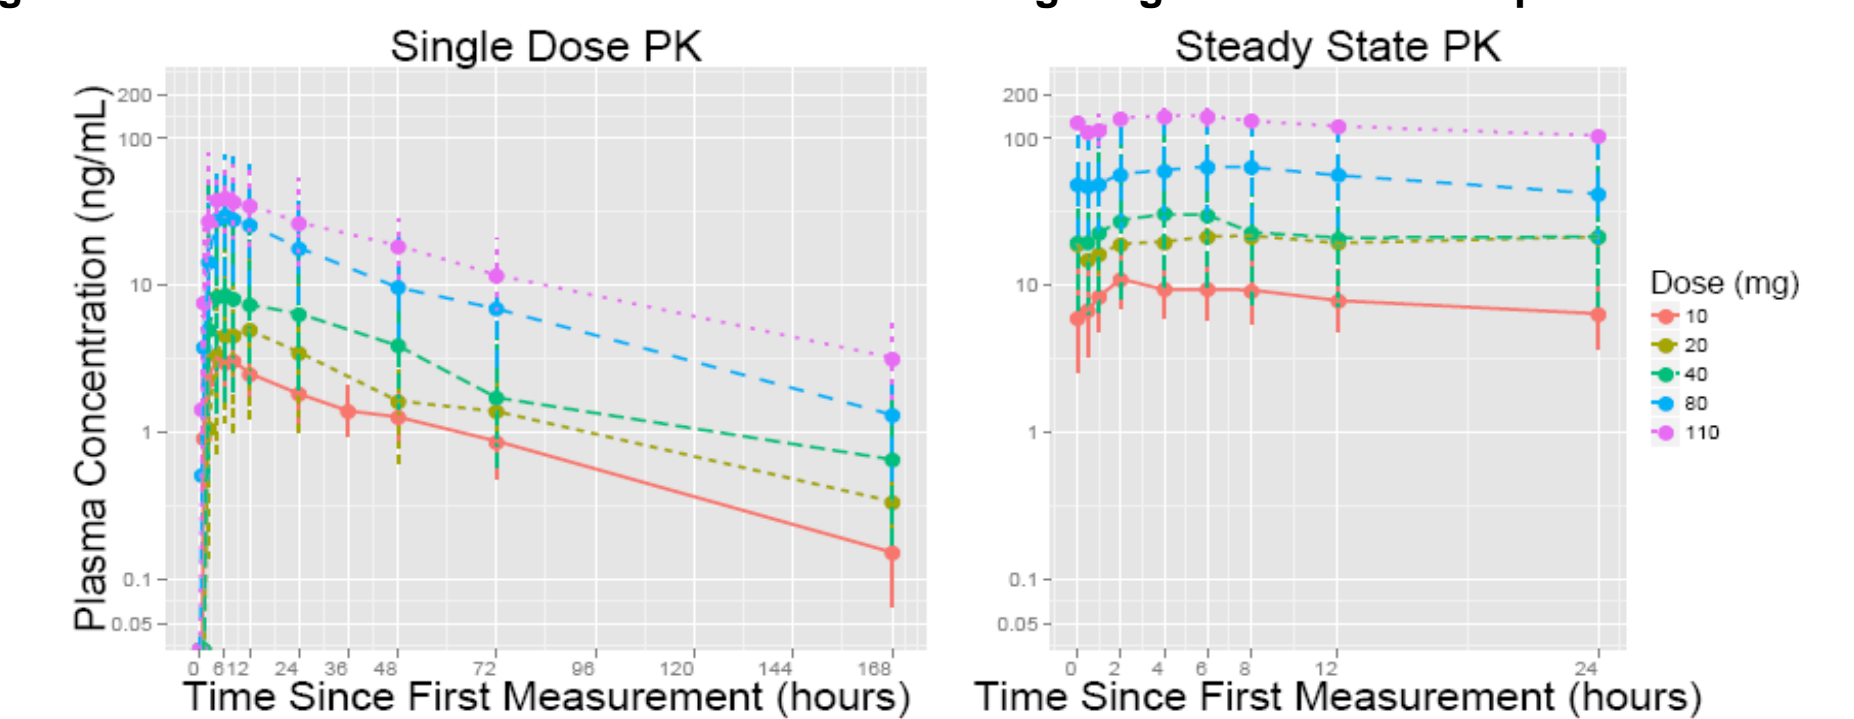 Single Dose PK
Plasma Concentration (ng/mL)
200
100
10
1
0.1
0.05
0 6 12 24 36 48 72 96 120 144 168
Time Since First Measurement (hours)
Steady State PK
200
100
10
1
0.1
0.05
0 2 4 6 8 12 24
Time Since First Measurement (hours)
Dose (mg)
10
20
40
80
110